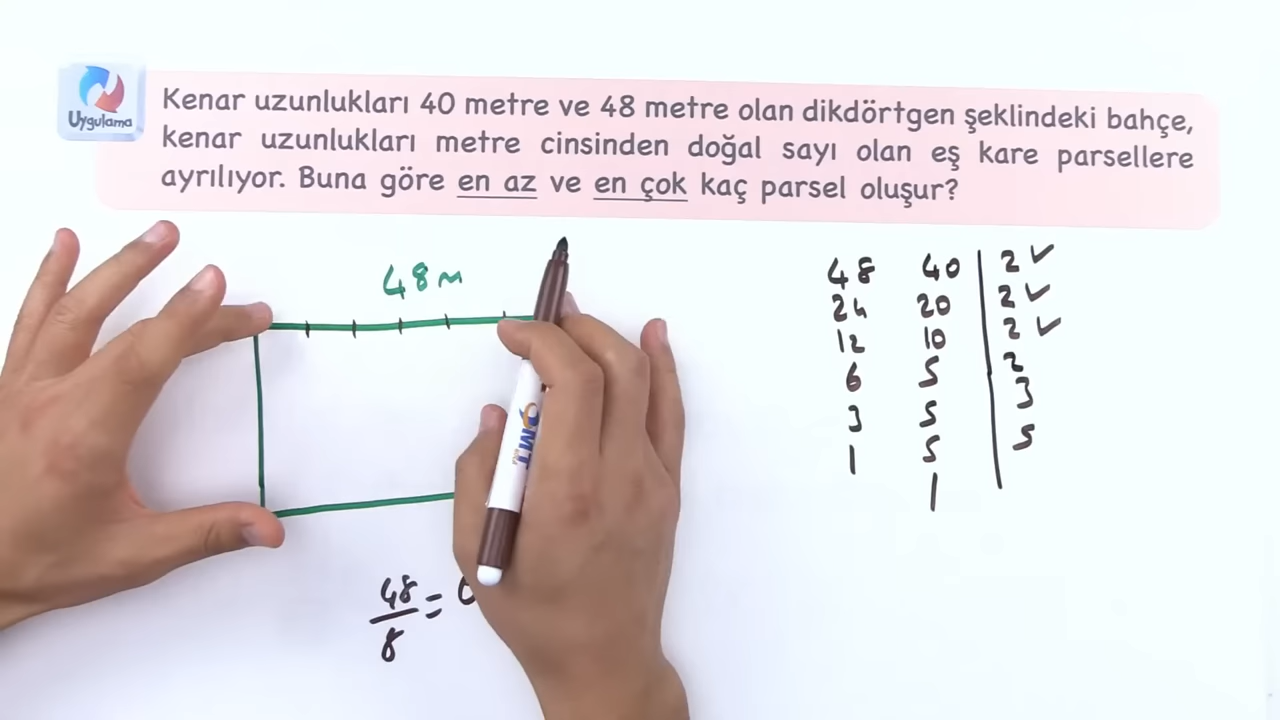 Uygulama
Kenar uzunlukları 40 metre ve 48 metre olan dikdörtgen şeklindeki bahçe,
kenar uzunlukları metre cinsinden doğal sayı olan eş kare parsellere
ayrılıyor. Buna göre en az ve en çok kaç parsel oluşur?
48 m
48 40 2 ✓
24 20 2 ✓
12 10 2 ✓
6 5 2
3 5 3
1 5 5
1
48/8 =